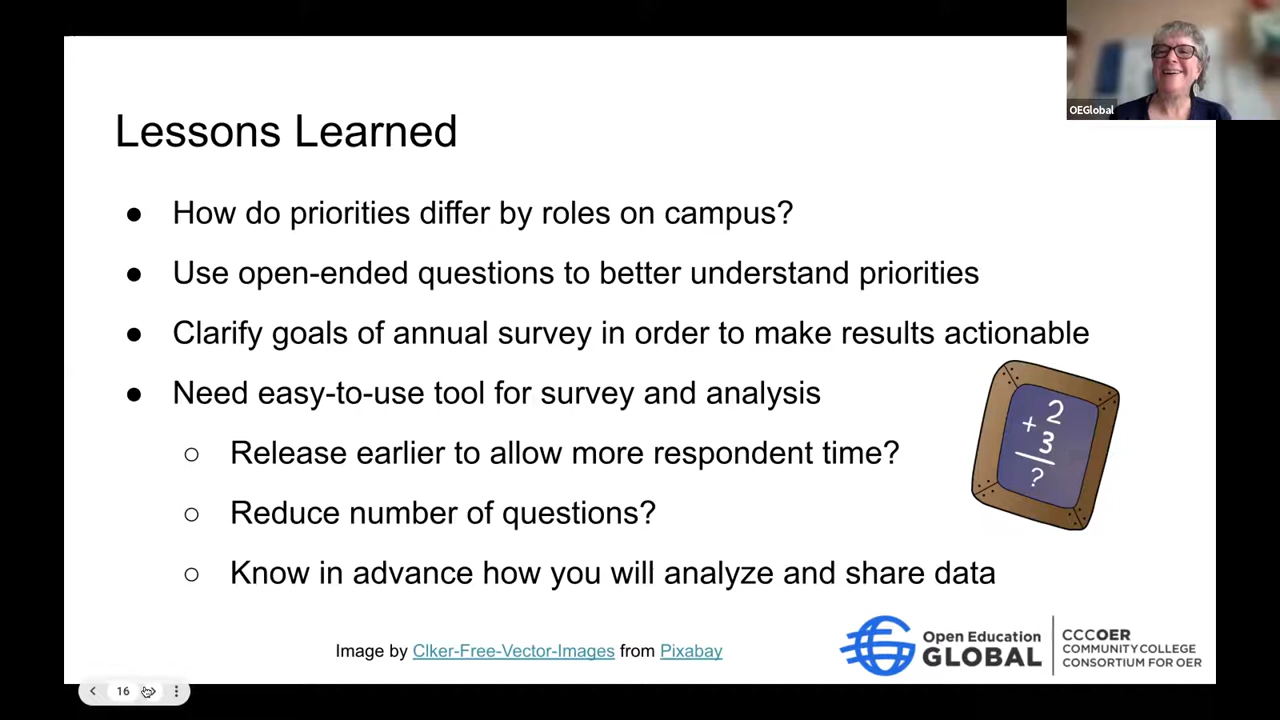 OEGlobal
Lessons Learned
● How do priorities differ by roles on campus?
● Use open-ended questions to better understand priorities
● Clarify goals of annual survey in order to make results actionable
● Need easy-to-use tool for survey and analysis
○ Release earlier to allow more respondent time?
○ Reduce number of questions?
○ Know in advance how you will analyze and share data
2
+ 3
?
Image by Clker-Free-Vector-Images from Pixabay
Open Education
GLOBAL
CCCOER
COMMUNITY COLLEGE
CONSORTIUM FOR OER
16